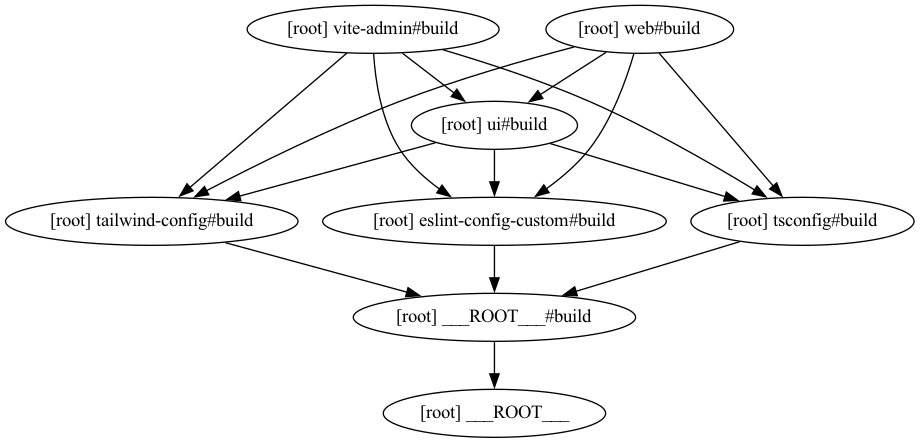 [root] vite-admin#build
[root] web#build
[root] ui#build
[root] tailwind-config#build
[root] eslint-config-custom#build
[root] tsconfig#build
[root] ___ROOT___#build
[root] ___ROOT___